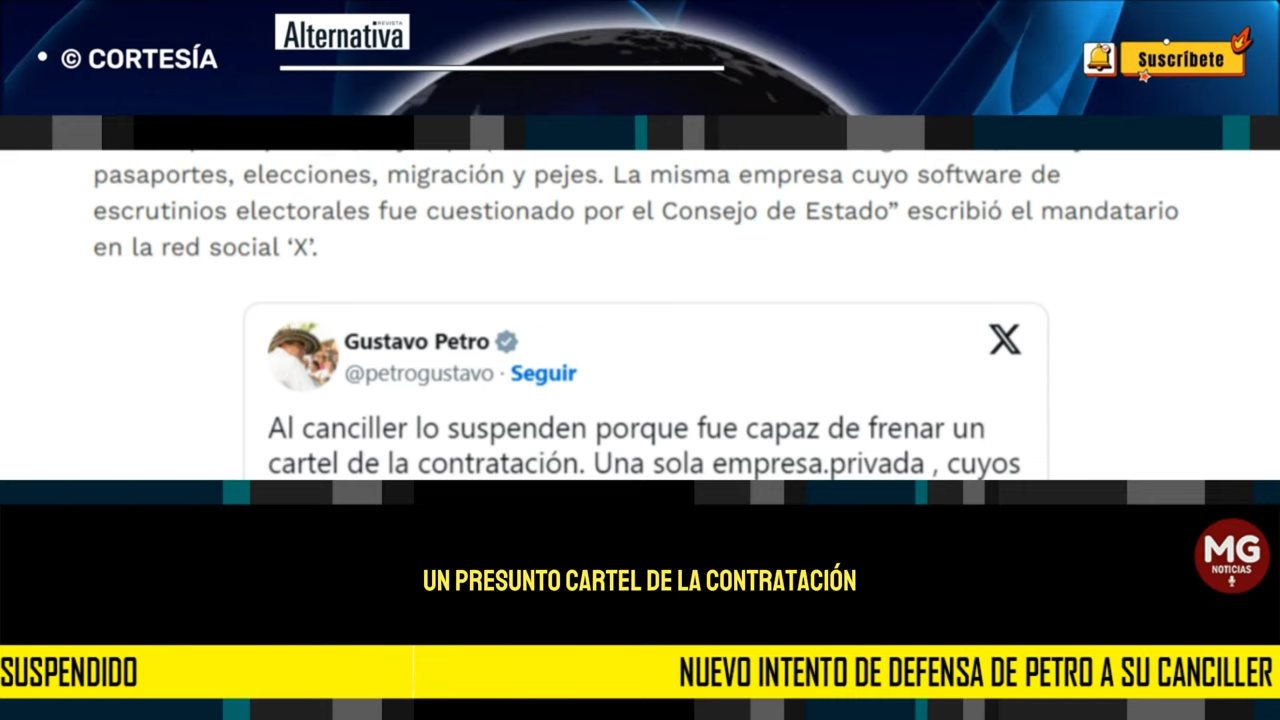 © CORTESÍA
REVISTA
Alternativa
Suscríbete
pasaportes, elecciones, migración y pejes. La misma empresa cuyo software de
escrutinios electorales fue cuestionado por el Consejo de Estado” escribió el mandatario
en la red social ‘X’.
Gustavo Petro
@petrogustavo · Seguir
X
Al canciller lo suspenden porque fue capaz de frenar un
cartel de la contratación. Una sola empresa.privada , cuyos
UN PRESUNTO CARTEL DE LA CONTRATACIÓN
MG
NOTICIAS
SUSPENDIDO
NUEVO INTENTO DE DEFENSA DE PETRO A SU CANCILLER